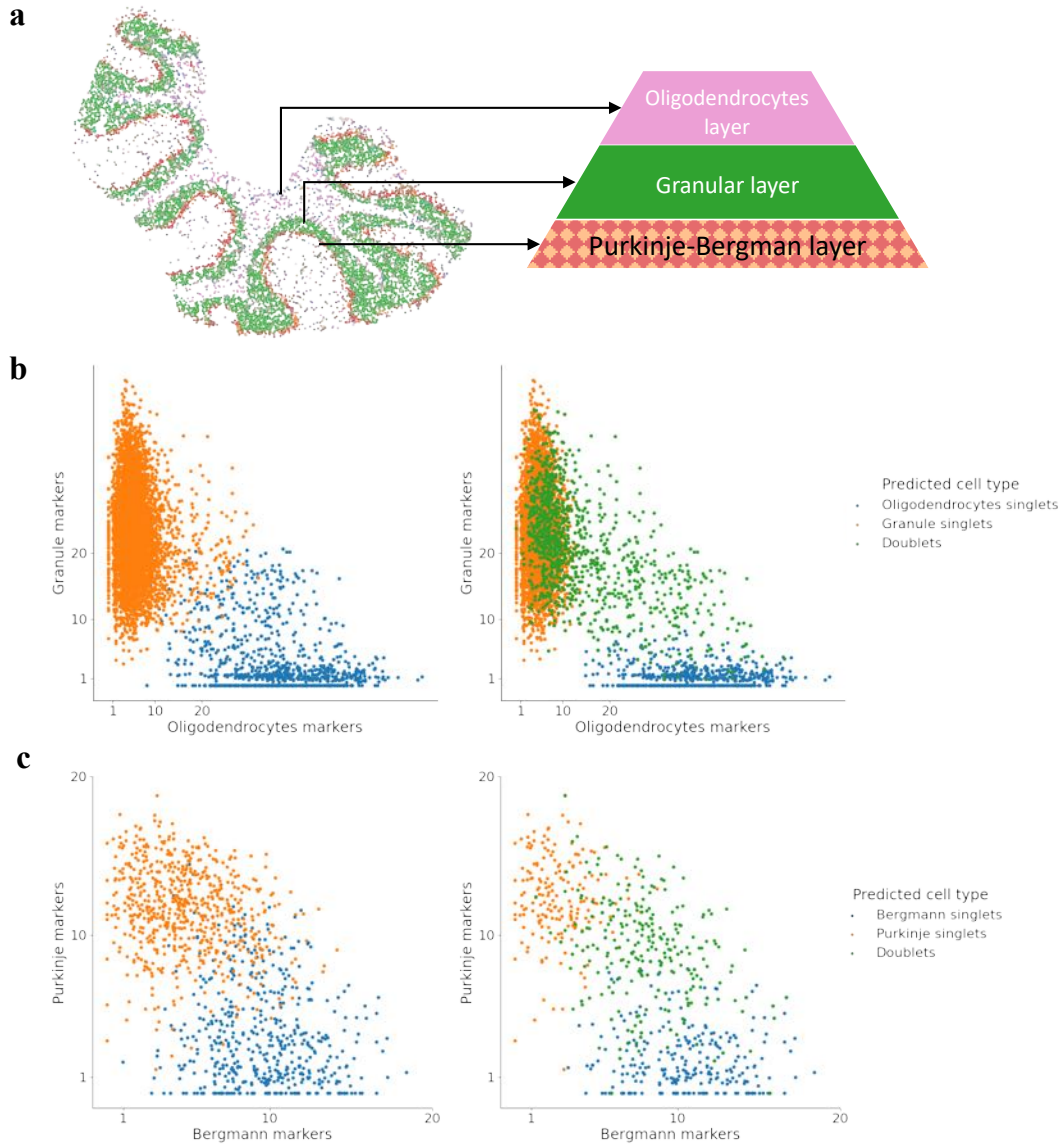 a
Oligodendrocytes
layer
Granular layer
Purkinje-Bergman layer
b
Granule markers
20
10
1
1 10 20
Oligodendrocytes markers
1 10 20
Oligodendrocytes markers
Granule markers
20
10
1
Predicted cell type
Oligodendrocytes singlets
Granule singlets
Doublets
c
Purkinje markers
20
10
1
1 10 20
Bergmann markers
Purkinje markers
20
10
1
1 10 20
Bergmann markers
Predicted cell type
Bergmann singlets
Purkinje singlets
Doublets